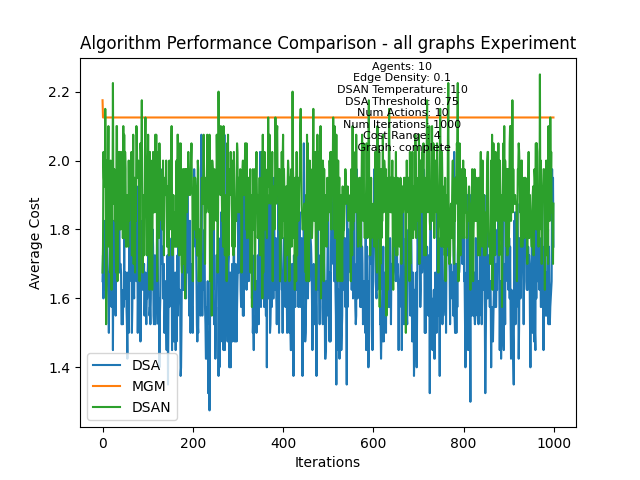 Algorithm Performance Comparison - all graphs Experiment
Agents: 10
Edge Density: 0.1
DSAN Temperature: 10
DSA Threshold: 0.75
Num Actions: 10
Num Iterations: 1000
Cost Range: 4
Graph: complete
2.2
2.0
1.8
1.6
1.4
Average Cost
DSA
MGM
DSAN
0
200
400
600
800
1000
Iterations